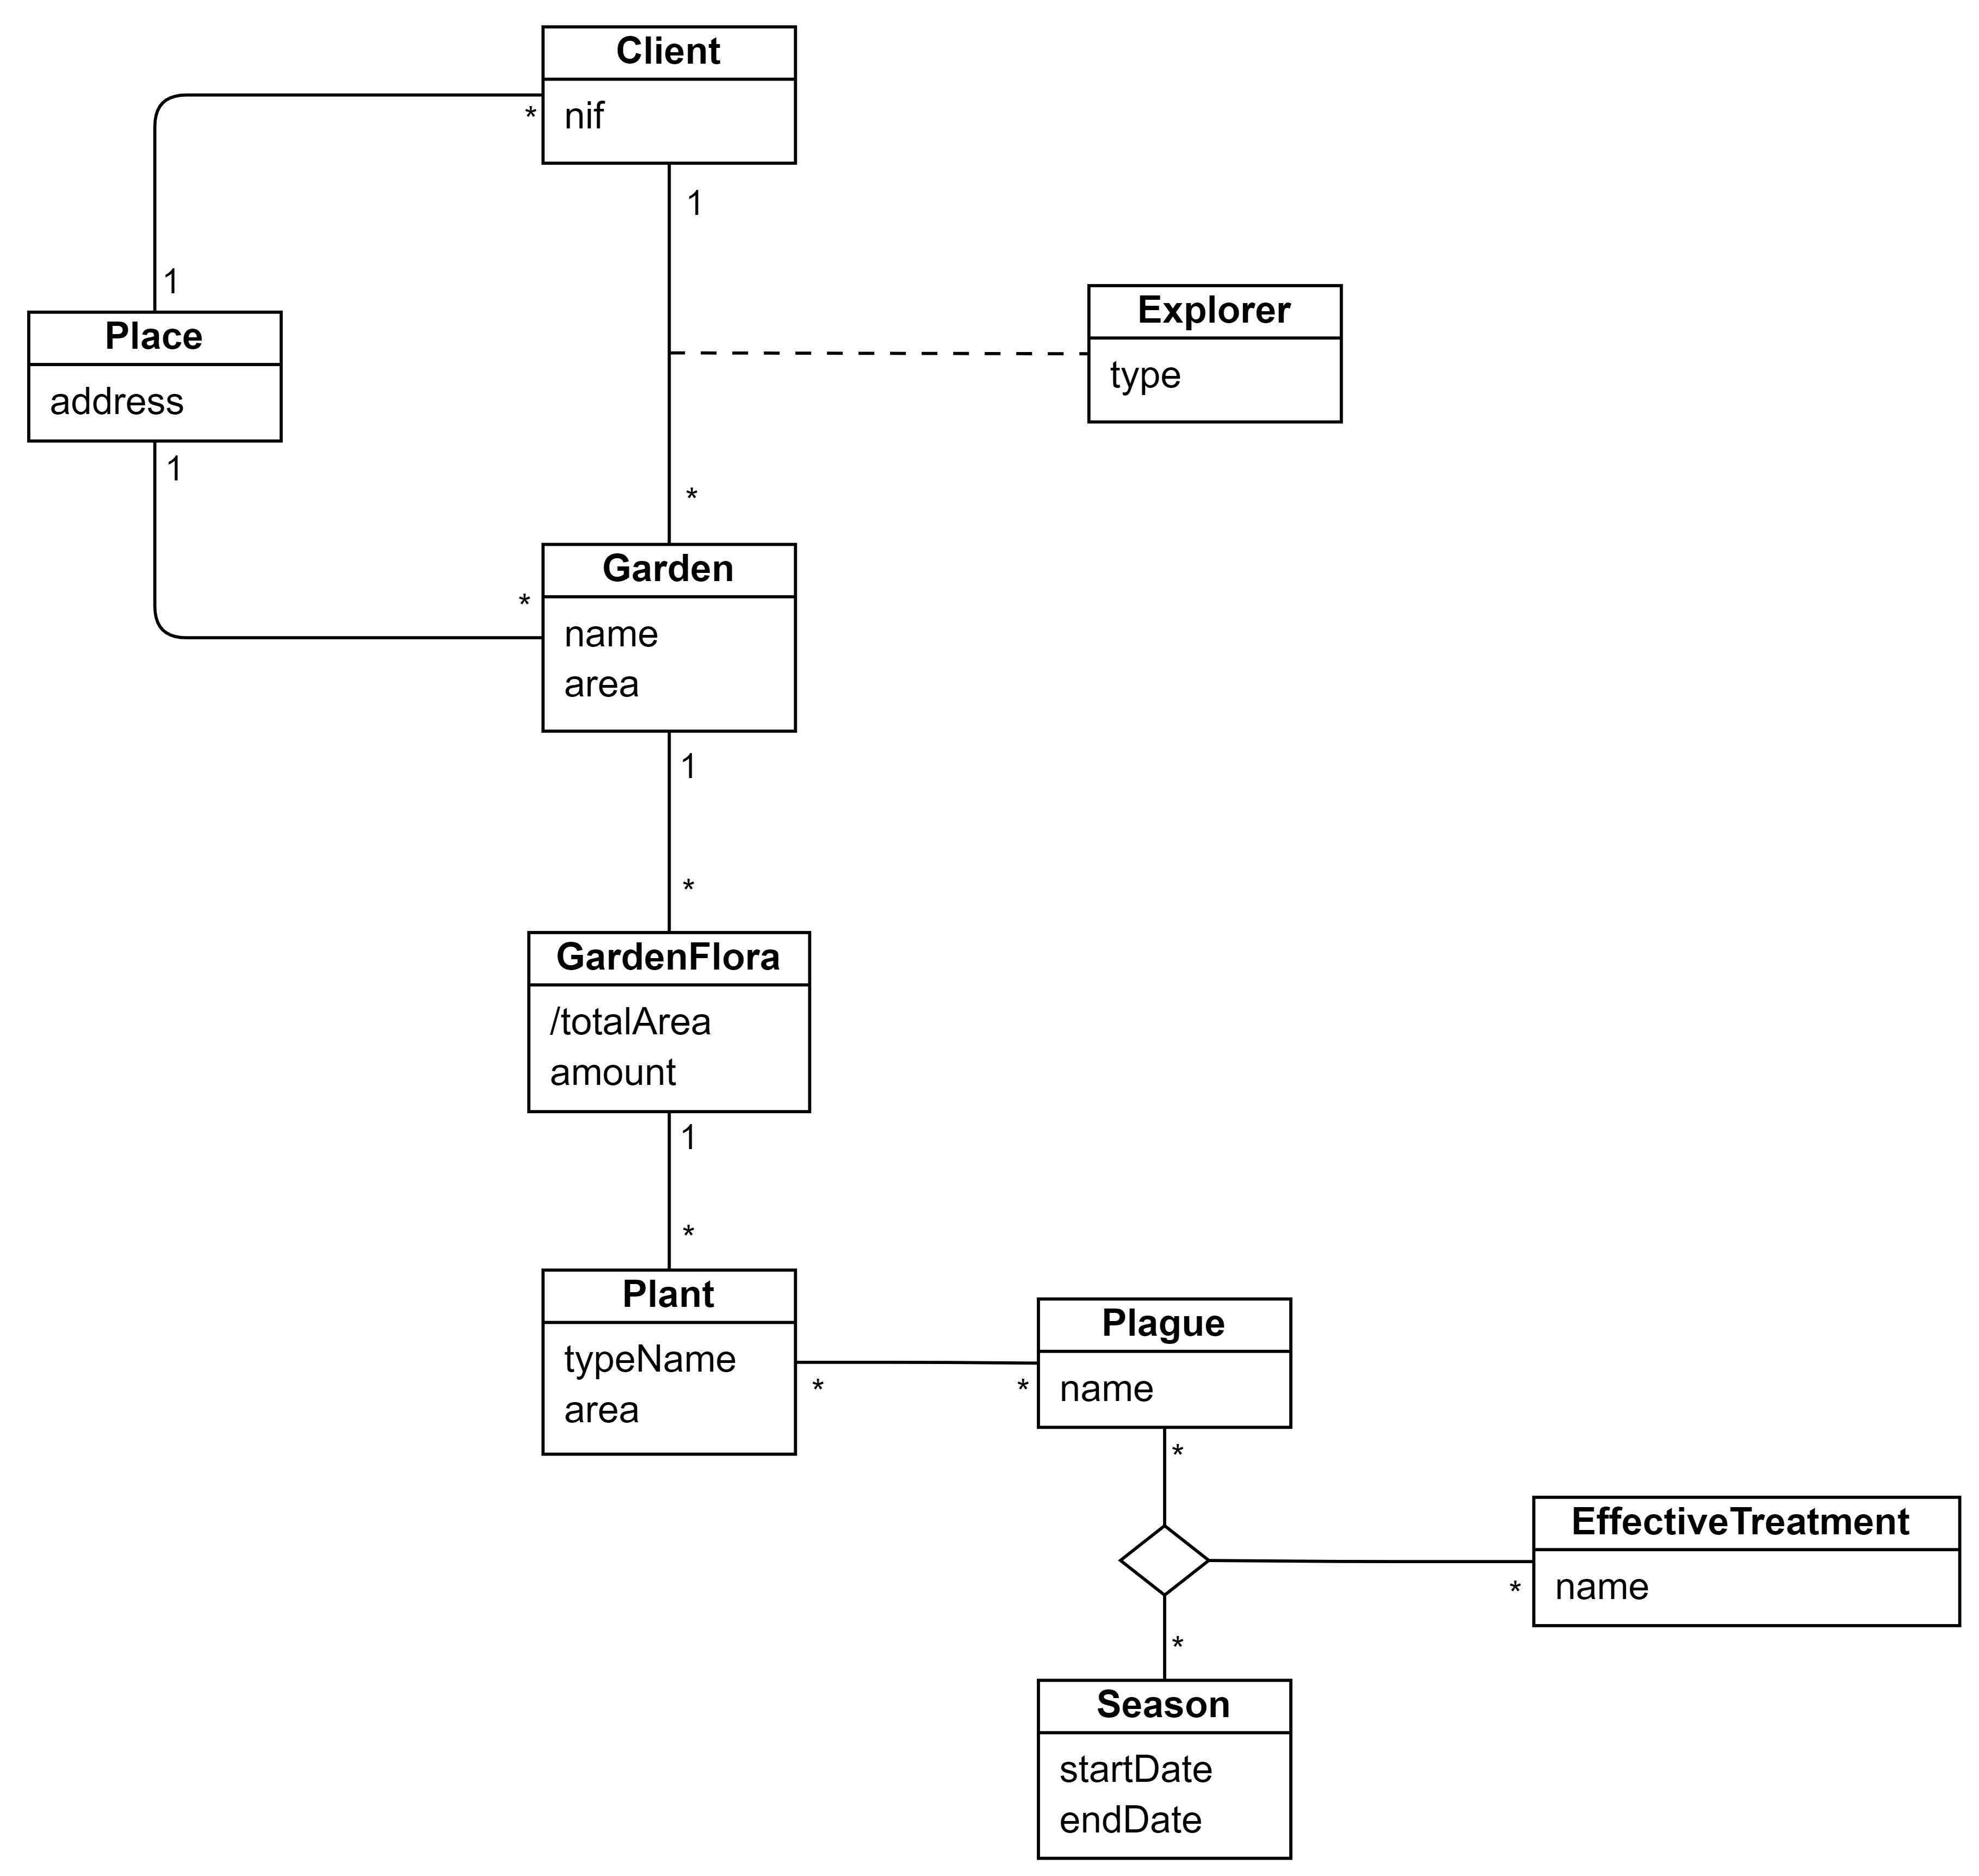 Client
*
nif
1
1
Explorer
type
Place
address
1
*
Garden
*
name
area
1
*
GardenFlora
/totalArea
amount
1
*
Plant
typeName
area
*
*
Plague
name
*
EffectiveTreatment
name
*
*
Season
startDate
endDate